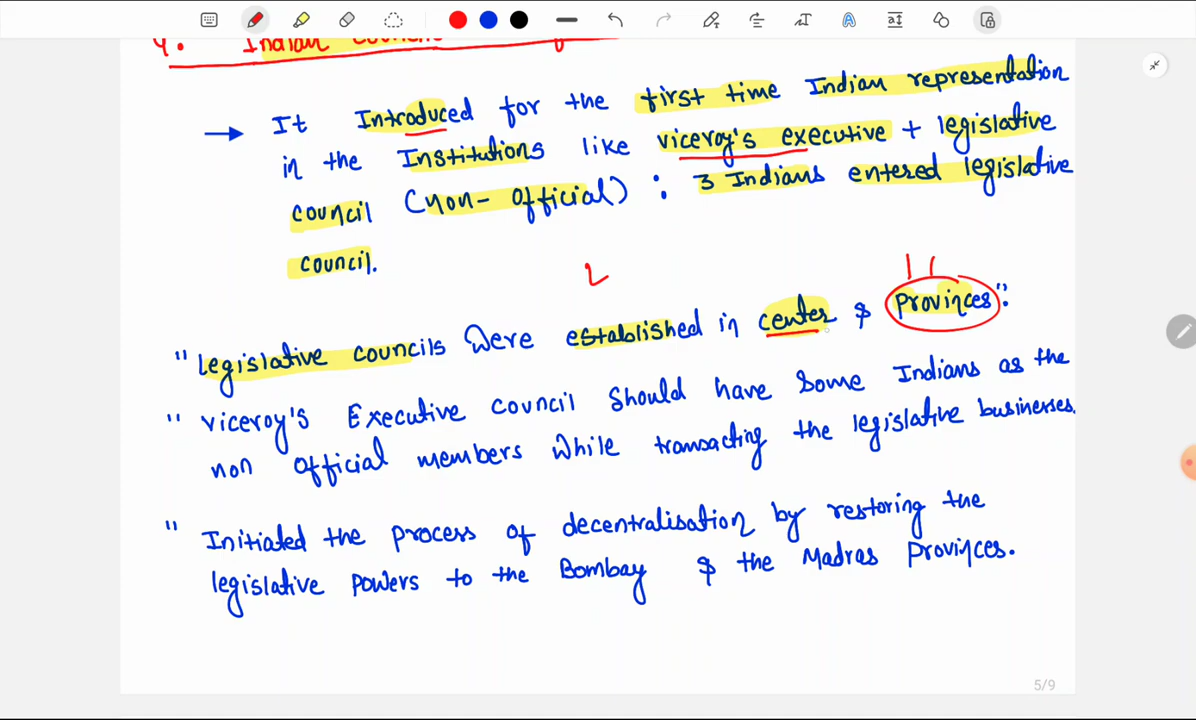 4. Indian
→ It Introduced for the first time Indian representation
in the Institutions like viceroy's executive + legislative
council (non-official) : 3 Indians entered legislative
council.
"legislative councils were established in center & provinces".
"viceroy's Executive council should have some Indians as the
non official members while transacting the legislative businesses.
" Initiated the process of decentralisation by restoring the
legislative powers to the Bombay & the Madras provinces.
5/9